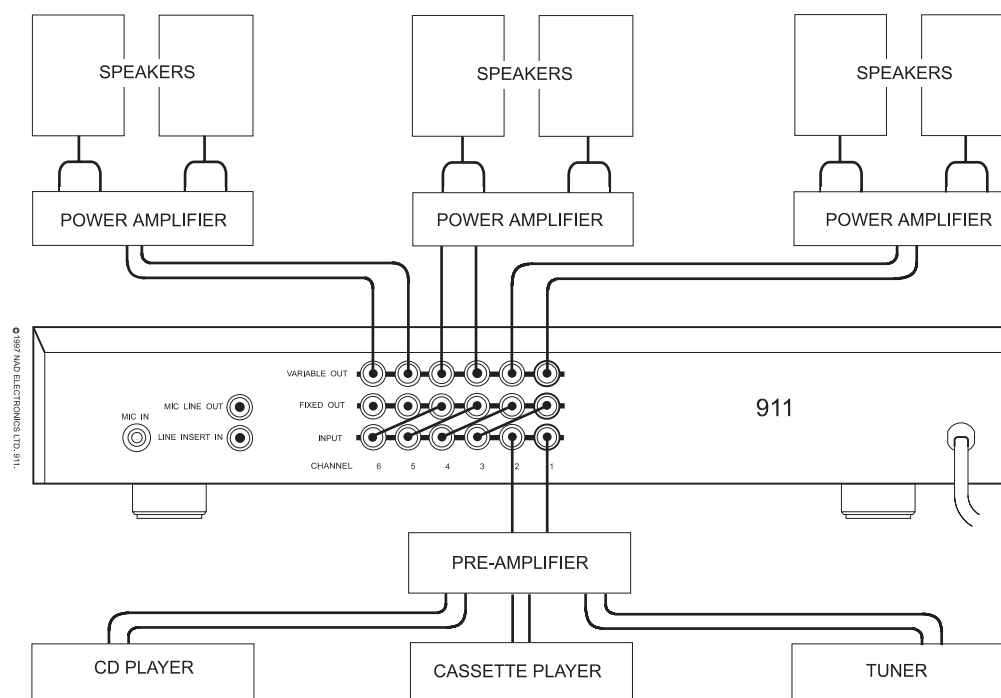 SPEAKERS
SPEAKERS
SPEAKERS
POWER AMPLIFIER
POWER AMPLIFIER
POWER AMPLIFIER
©1997 NAD ELECTRONICS LTD. 911.
VARIABLE OUT
MIC LINE OUT
FIXED OUT
911
MIC IN
LINE INSERT IN
INPUT
CHANNEL 6 5 4 3 2 1
PRE-AMPLIFIER
CD PLAYER
CASSETTE PLAYER
TUNER